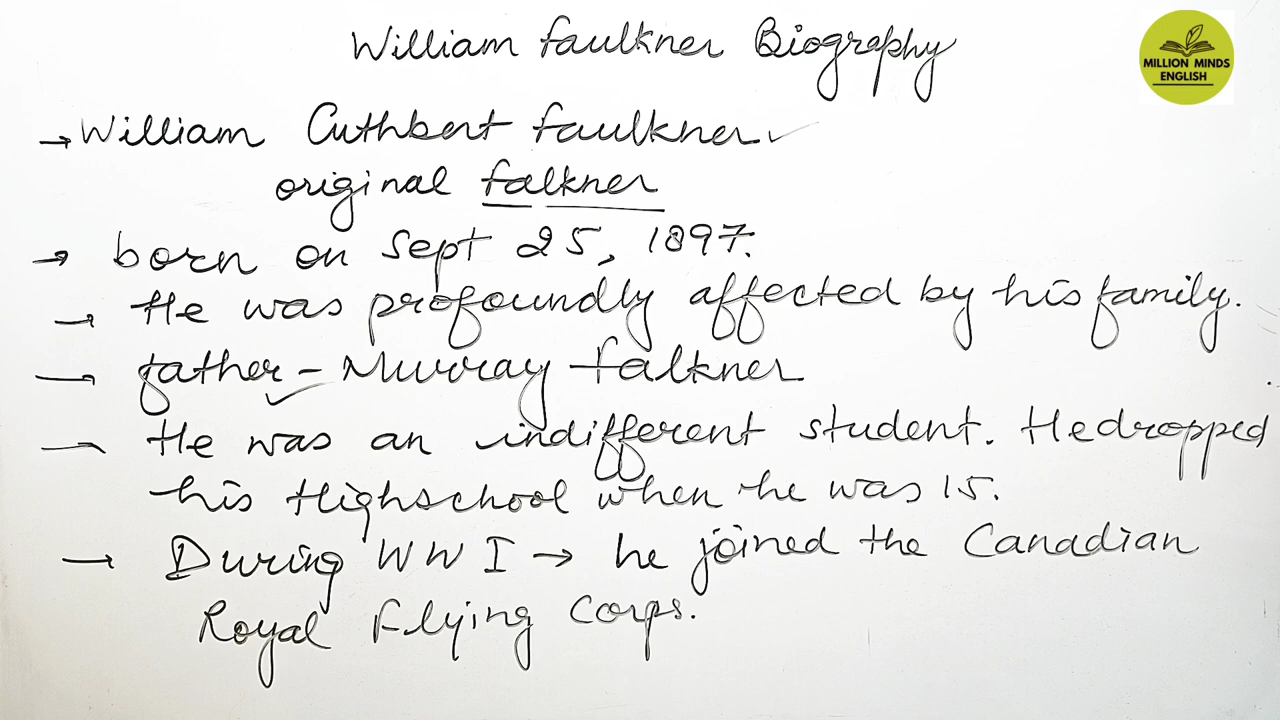 William Faulkner Biography
MILLION MINDS
ENGLISH
→ William Cuthbert Faulkner
original Falkner
→ born on Sept 25, 1897.
→ He was profoundly affected by his family.
→ father - Murray Falkner
→ He was an indifferent student. He dropped
his Highschool when he was 15.
→ During WW I → he joined the Canadian
Royal Flying Corps.